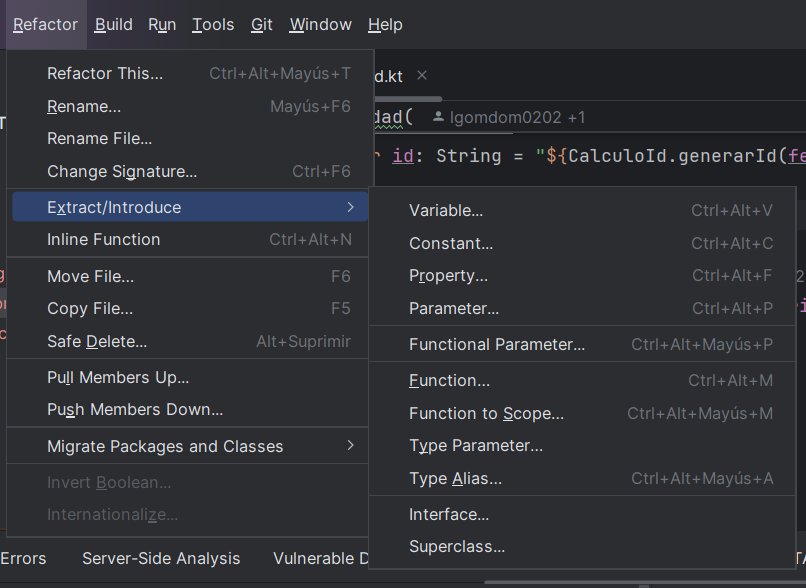 Refactor Build Run Tools Git Window Help
Refactor This... Ctrl+Alt+Mayús+T
d.kt
Rename... Mayús+F6
dad( lgomdom0202 +1
Rename File...
Change Signature... Ctrl+F6
id: String = "${CalculoId.generarId(fe
Extract/Introduce
Inline Function Ctrl+Alt+N
Move File... F6
Copy File... F5
Safe Delete... Alt+Suprimir
Pull Members Up...
Push Members Down...
Migrate Packages and Classes
Invert Boolean...
Internationalize...
Variable... Ctrl+Alt+V
Constant... Ctrl+Alt+C
Property... Ctrl+Alt+F
Parameter... Ctrl+Alt+P
Functional Parameter... Ctrl+Alt+Mayús+P
Function... Ctrl+Alt+M
Function to Scope... Ctrl+Alt+Mayús+M
Type Parameter...
Type Alias... Ctrl+Alt+Mayús+A
Interface...
Superclass...
Errors Server-Side Analysis Vulnerable D